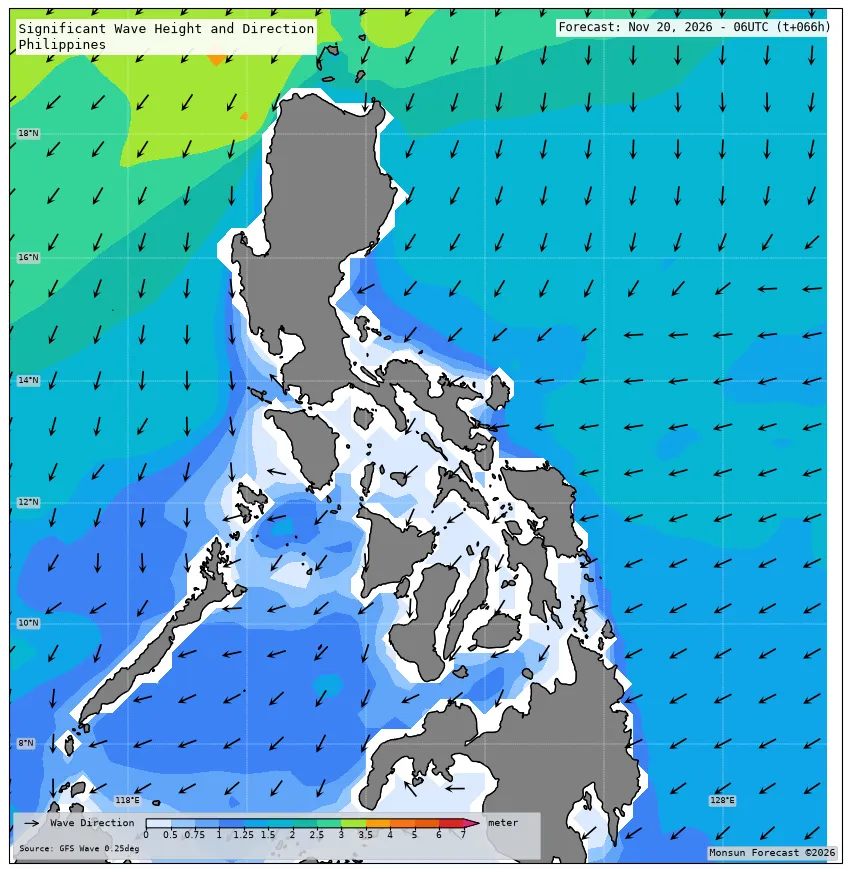 Significant Wave Height and Direction
Philippines
Forecast: Nov 20, 2026 - 06UTC (t+066h)
18°N
16°N
14°N
12°N
10°N
8°N
118°E
128°E
Wave Direction
meter
0 0.5 0.75 1 1.25 1.5 2 2.5 3 3.5 4 5 6 7
Source: GFS Wave 0.25deg
Monsun Forecast ©2026